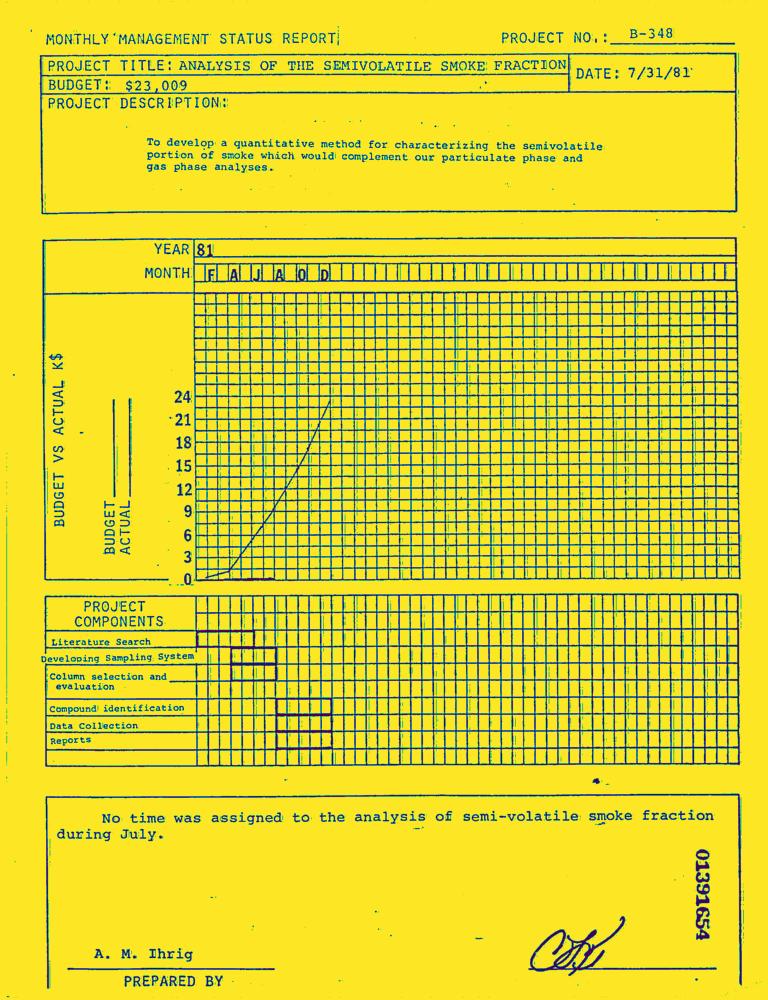 MONTHLY MANAGEMENT STATUS REPORT
PROJECT NO.: B-348
PROJECT TITLE: ANALYSIS OF THE SEMIVOLATILE SMOKE FRACTION
DATE: 7/31/81
BUDGET: $23,009
PROJECT DESCRIPTION:
To develop a quantitative method for characterizing the semivolatile
portion of smoke which would complement our particulate phase and
gas phase analyses.
YEAR 81
MONTH F A J A O D
BUDGET VS ACTUAL K$
BUDGET
ACTUAL
24
21
18
15
12
9
6
3
0
PROJECT
COMPONENTS
Literature Search
Developing Sampling System
Column selection and
evaluation
Compound identification
Data Collection
Reports
No time was assigned to the analysis of semi-volatile smoke fraction
during July.
01391654
A. M. Ihrig
PREPARED BY